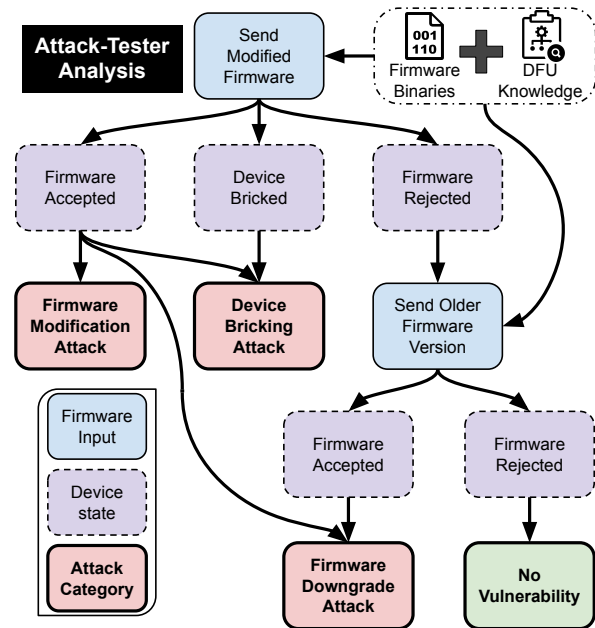 Attack-Tester
Analysis
Send
Modified
Firmware
001
110
Firmware
Binaries
DFU
Knowledge
Firmware
Accepted
Device
Bricked
Firmware
Rejected
Firmware
Modification
Attack
Device
Bricking
Attack
Send Older
Firmware
Version
Firmware
Input
Device
state
Attack
Category
Firmware
Accepted
Firmware
Rejected
Firmware
Downgrade
Attack
No
Vulnerability